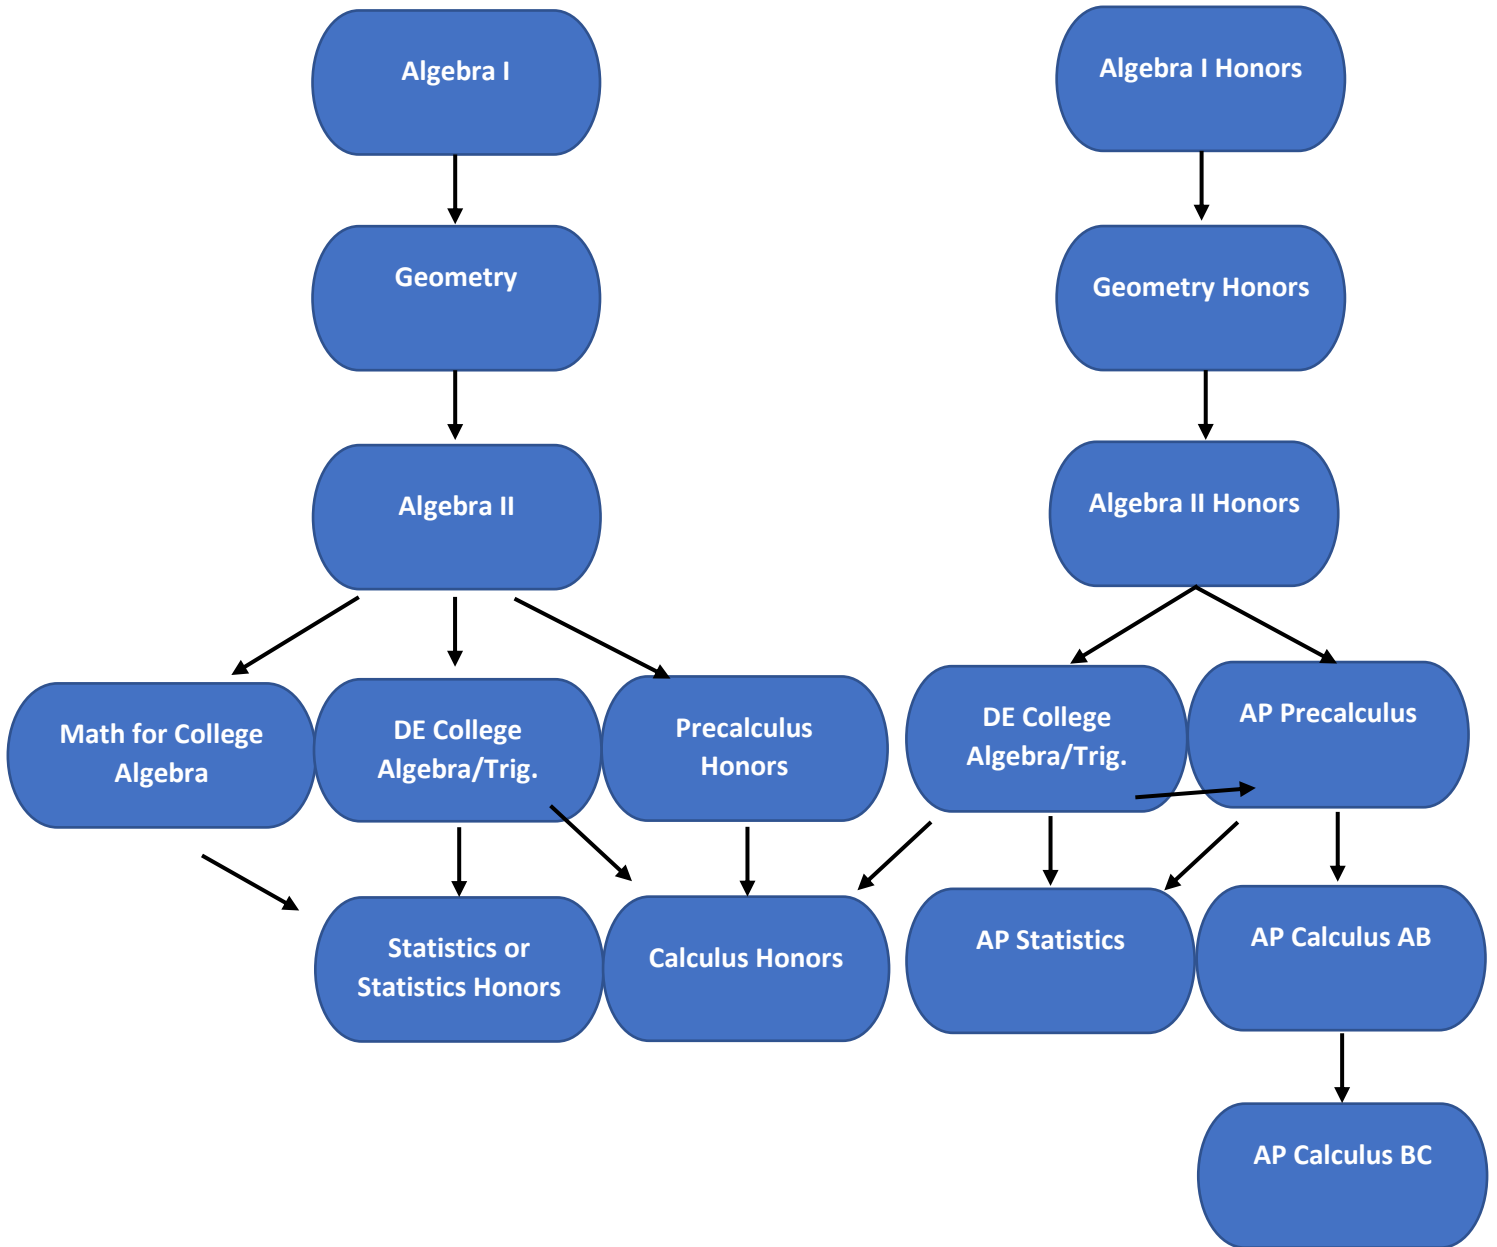 Algebra I
Algebra I Honors
Geometry
Geometry Honors
Algebra II
Algebra II Honors
Math for College
Algebra
DE College
Algebra/Trig.
Precalculus
Honors
DE College
Algebra/Trig.
AP Precalculus
Statistics or
Statistics Honors
Calculus Honors
AP Statistics
AP Calculus AB
AP Calculus BC